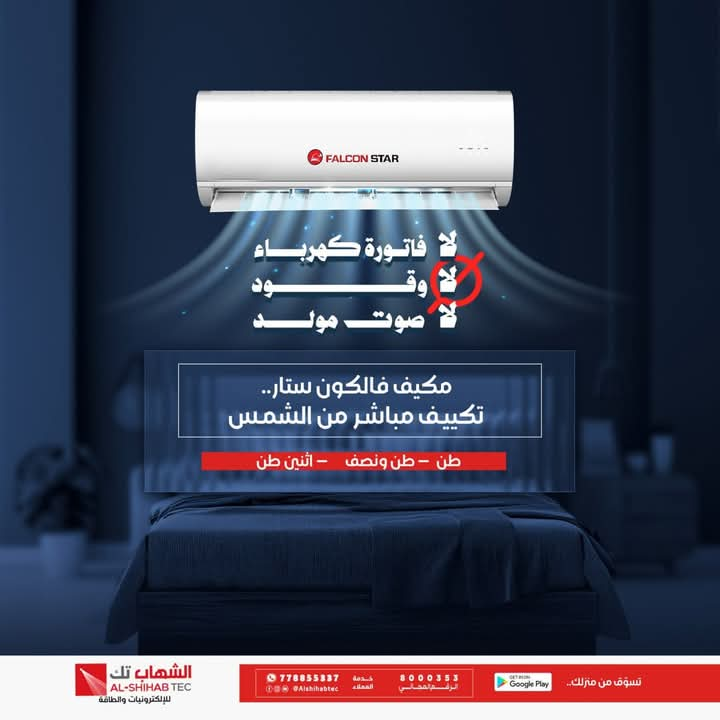 FALCON STAR
لا فاتورة كهرباء
لا وقود
لا صوت مولد
مكيف فالكون ستار..
تكييف مباشر من الشمس
طن – طن ونصف – اثنين طن
الشهاب تك
AL-SHIHAB TEC
للإلكترونيات والطاقة
778855337
@Alshihabtec
خدمة
العملاء
8000353
الرقم المجاني
GET IT ON
Google Play
تسوّق من منزلك..